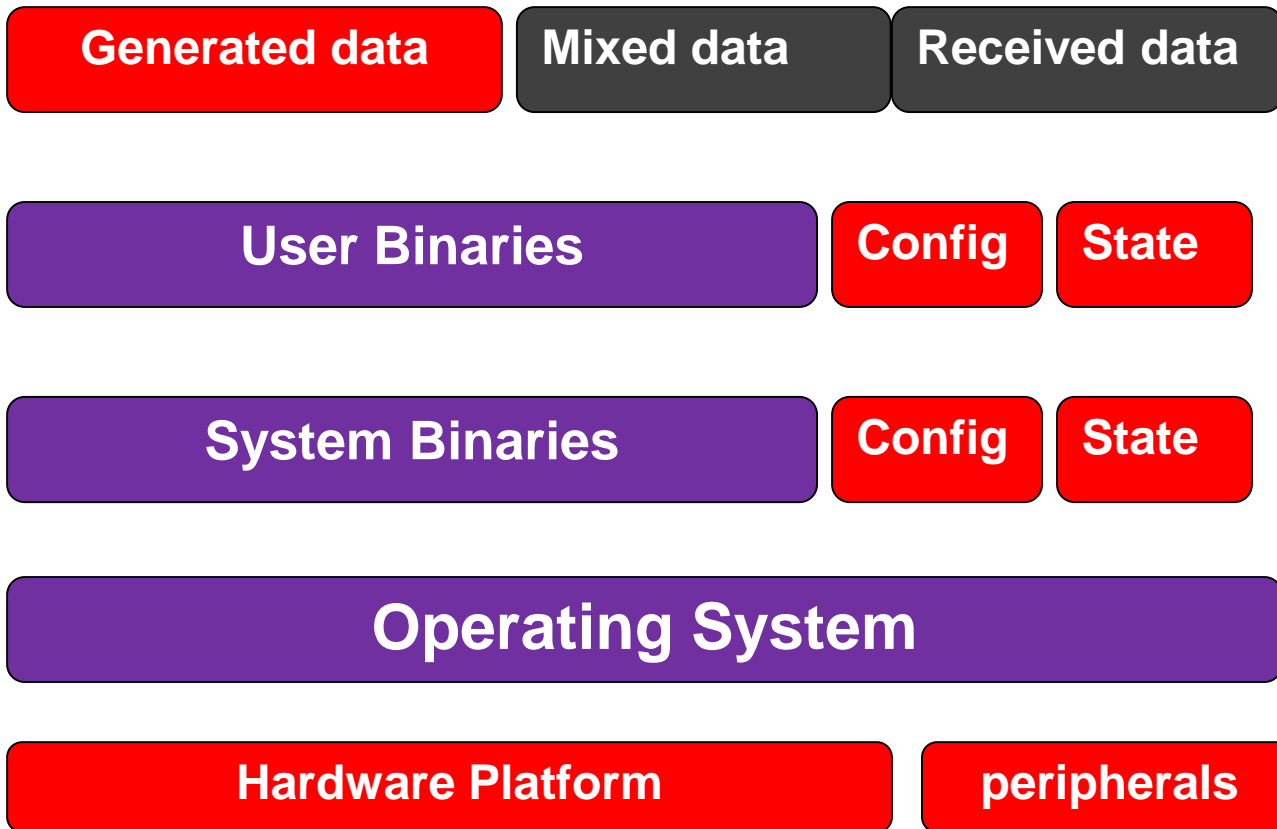 Generated data
Mixed data
Received data
User Binaries
Config
State
System Binaries
Config
State
Operating System
Hardware Platform
peripherals